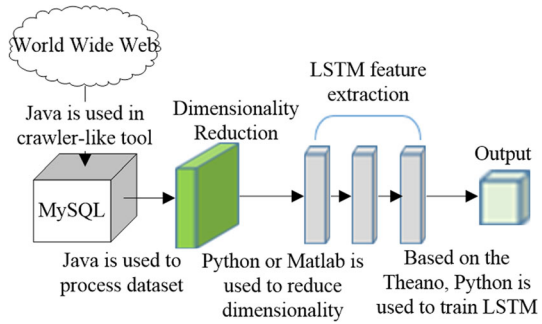 World Wide Web
Java is used in
crawler-like tool
MySQL
Java is used to
process dataset
Dimensionality
Reduction
Python or Matlab is
used to reduce
dimensionality
LSTM feature
extraction
Based on the
Theano, Python is
used to train LSTM
Output